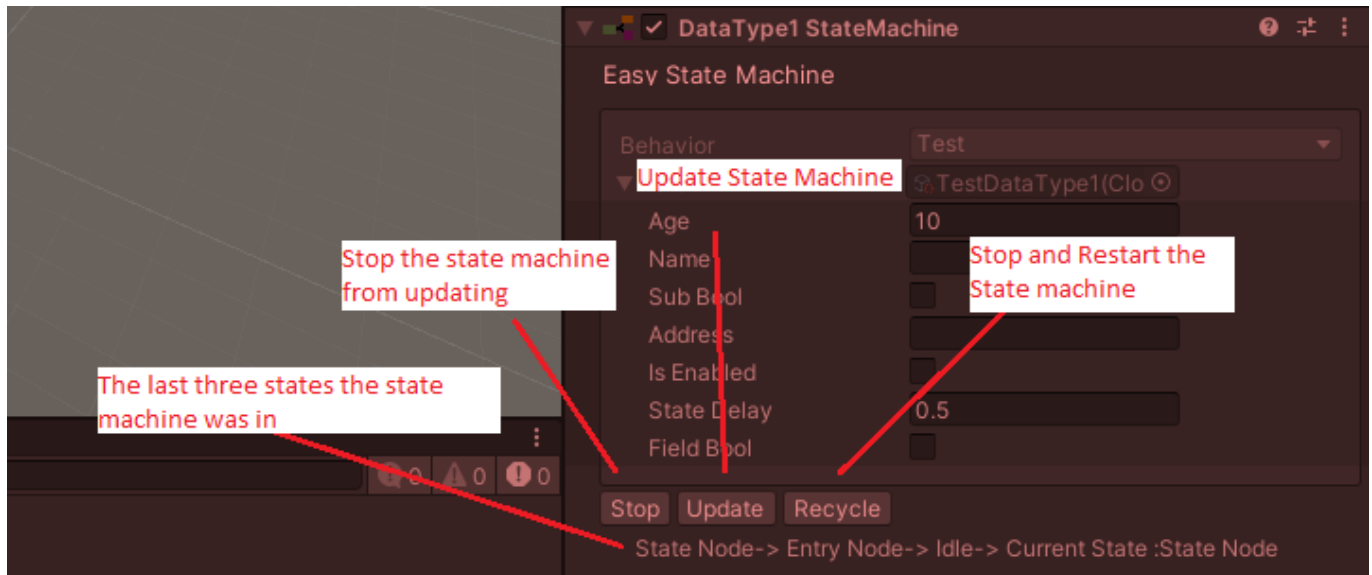 DataType1 StateMachine
Easy State Machine
Behavior Test
Update State Machine TestDataType1(Clo
Age 10
Name
Sub Bool
Address
Is Enabled
State Delay 0.5
Field Bool
Stop the state machine
from updating
Stop and Restart the
State machine
The last three states the state
machine was in
0 0 0
Stop Update Recycle
State Node-> Entry Node-> Idle-> Current State :State Node